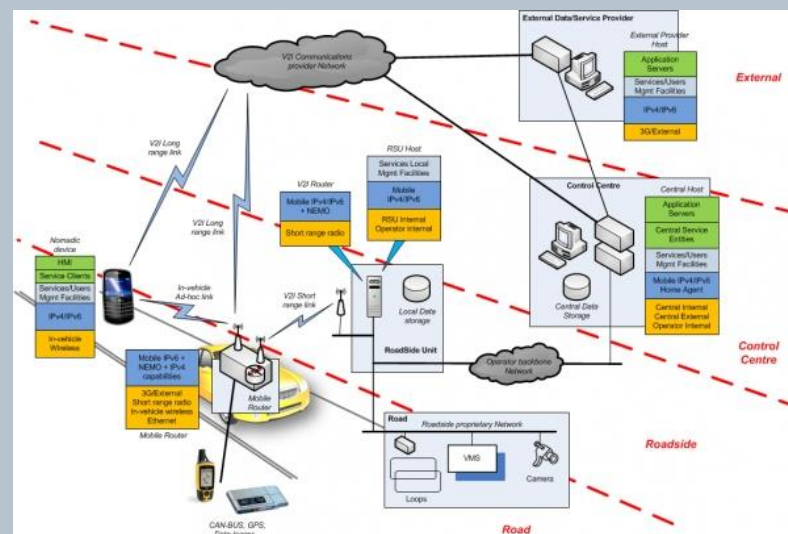 External Data/Service Provider
External Provider
Host
Application
Servers
Services/Users
Mgmt Facilities
IPv4/IPv6
3G/External
External
V2I Communications
provider Network
V2I Long
range link
V2I Long
range link
RSU Host
Services Local
Mgmt Facilities
Mobile
IPv4/IPv6
RSU Internal
Operator internal
V2I Router
Mobile IPv4/IPv6
+ NEMO
Short range radio
Control Centre
Central Host
Application
Servers
Central Service
Entities
Services/Users
Mgmt Facilities
Mobile IPv4/IPv6
Home Agent
Central Internal
Central External
Operator Internal
Central Data
Storage
Control
Centre
Nomadic
device
HMI
Service Clients
Services/Users
Mgmt Facilities
IPv4/IPv6
In-vehicle
Wireless
In-vehicle
Ad-hoc link
V2I Short
range link
Local Data
storage
RoadSide Unit
Operator backbone
Network
Mobile IPv6 +
NEMO + IPv4
capabilities
3G/External
Short range radio
In-vehicle wireless
Ethernet
Mobile Router
Mobile
Router
Road
Roadside proprietary Network
Loops
VMS
Camera
Roadside
CAN-BUS, GPS,
Road